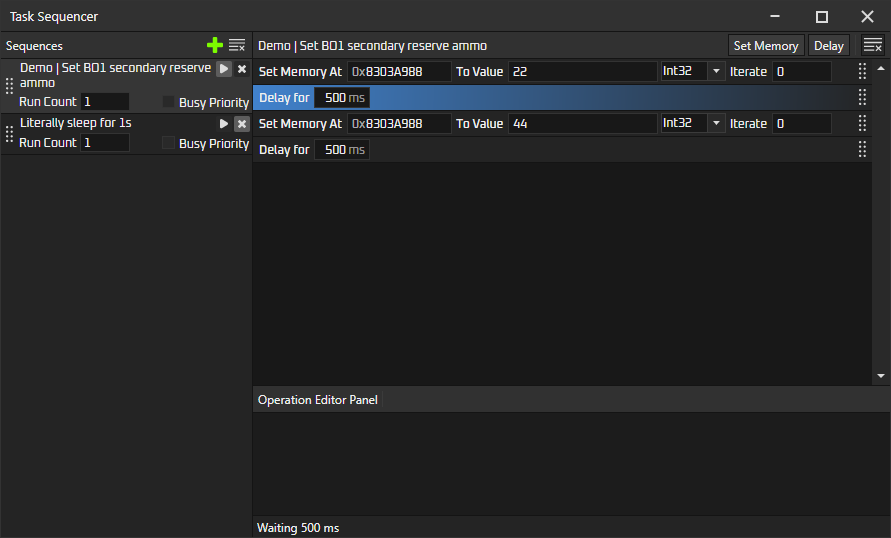 Task Sequencer
Sequences
Demo | Set BO1 secondary reserve ammo
Set Memory
Delay
Demo | Set BO1 secondary reserve
ammo
Run Count 1
Busy Priority
Literally sleep for 1s
Run Count 1
Busy Priority
Set Memory At 0x8303A988 To Value 22 Int32 Iterate 0
Delay for 500 ms
Set Memory At 0x8303A988 To Value 44 Int32 Iterate 0
Delay for 500 ms
Operation Editor Panel
Waiting 500 ms